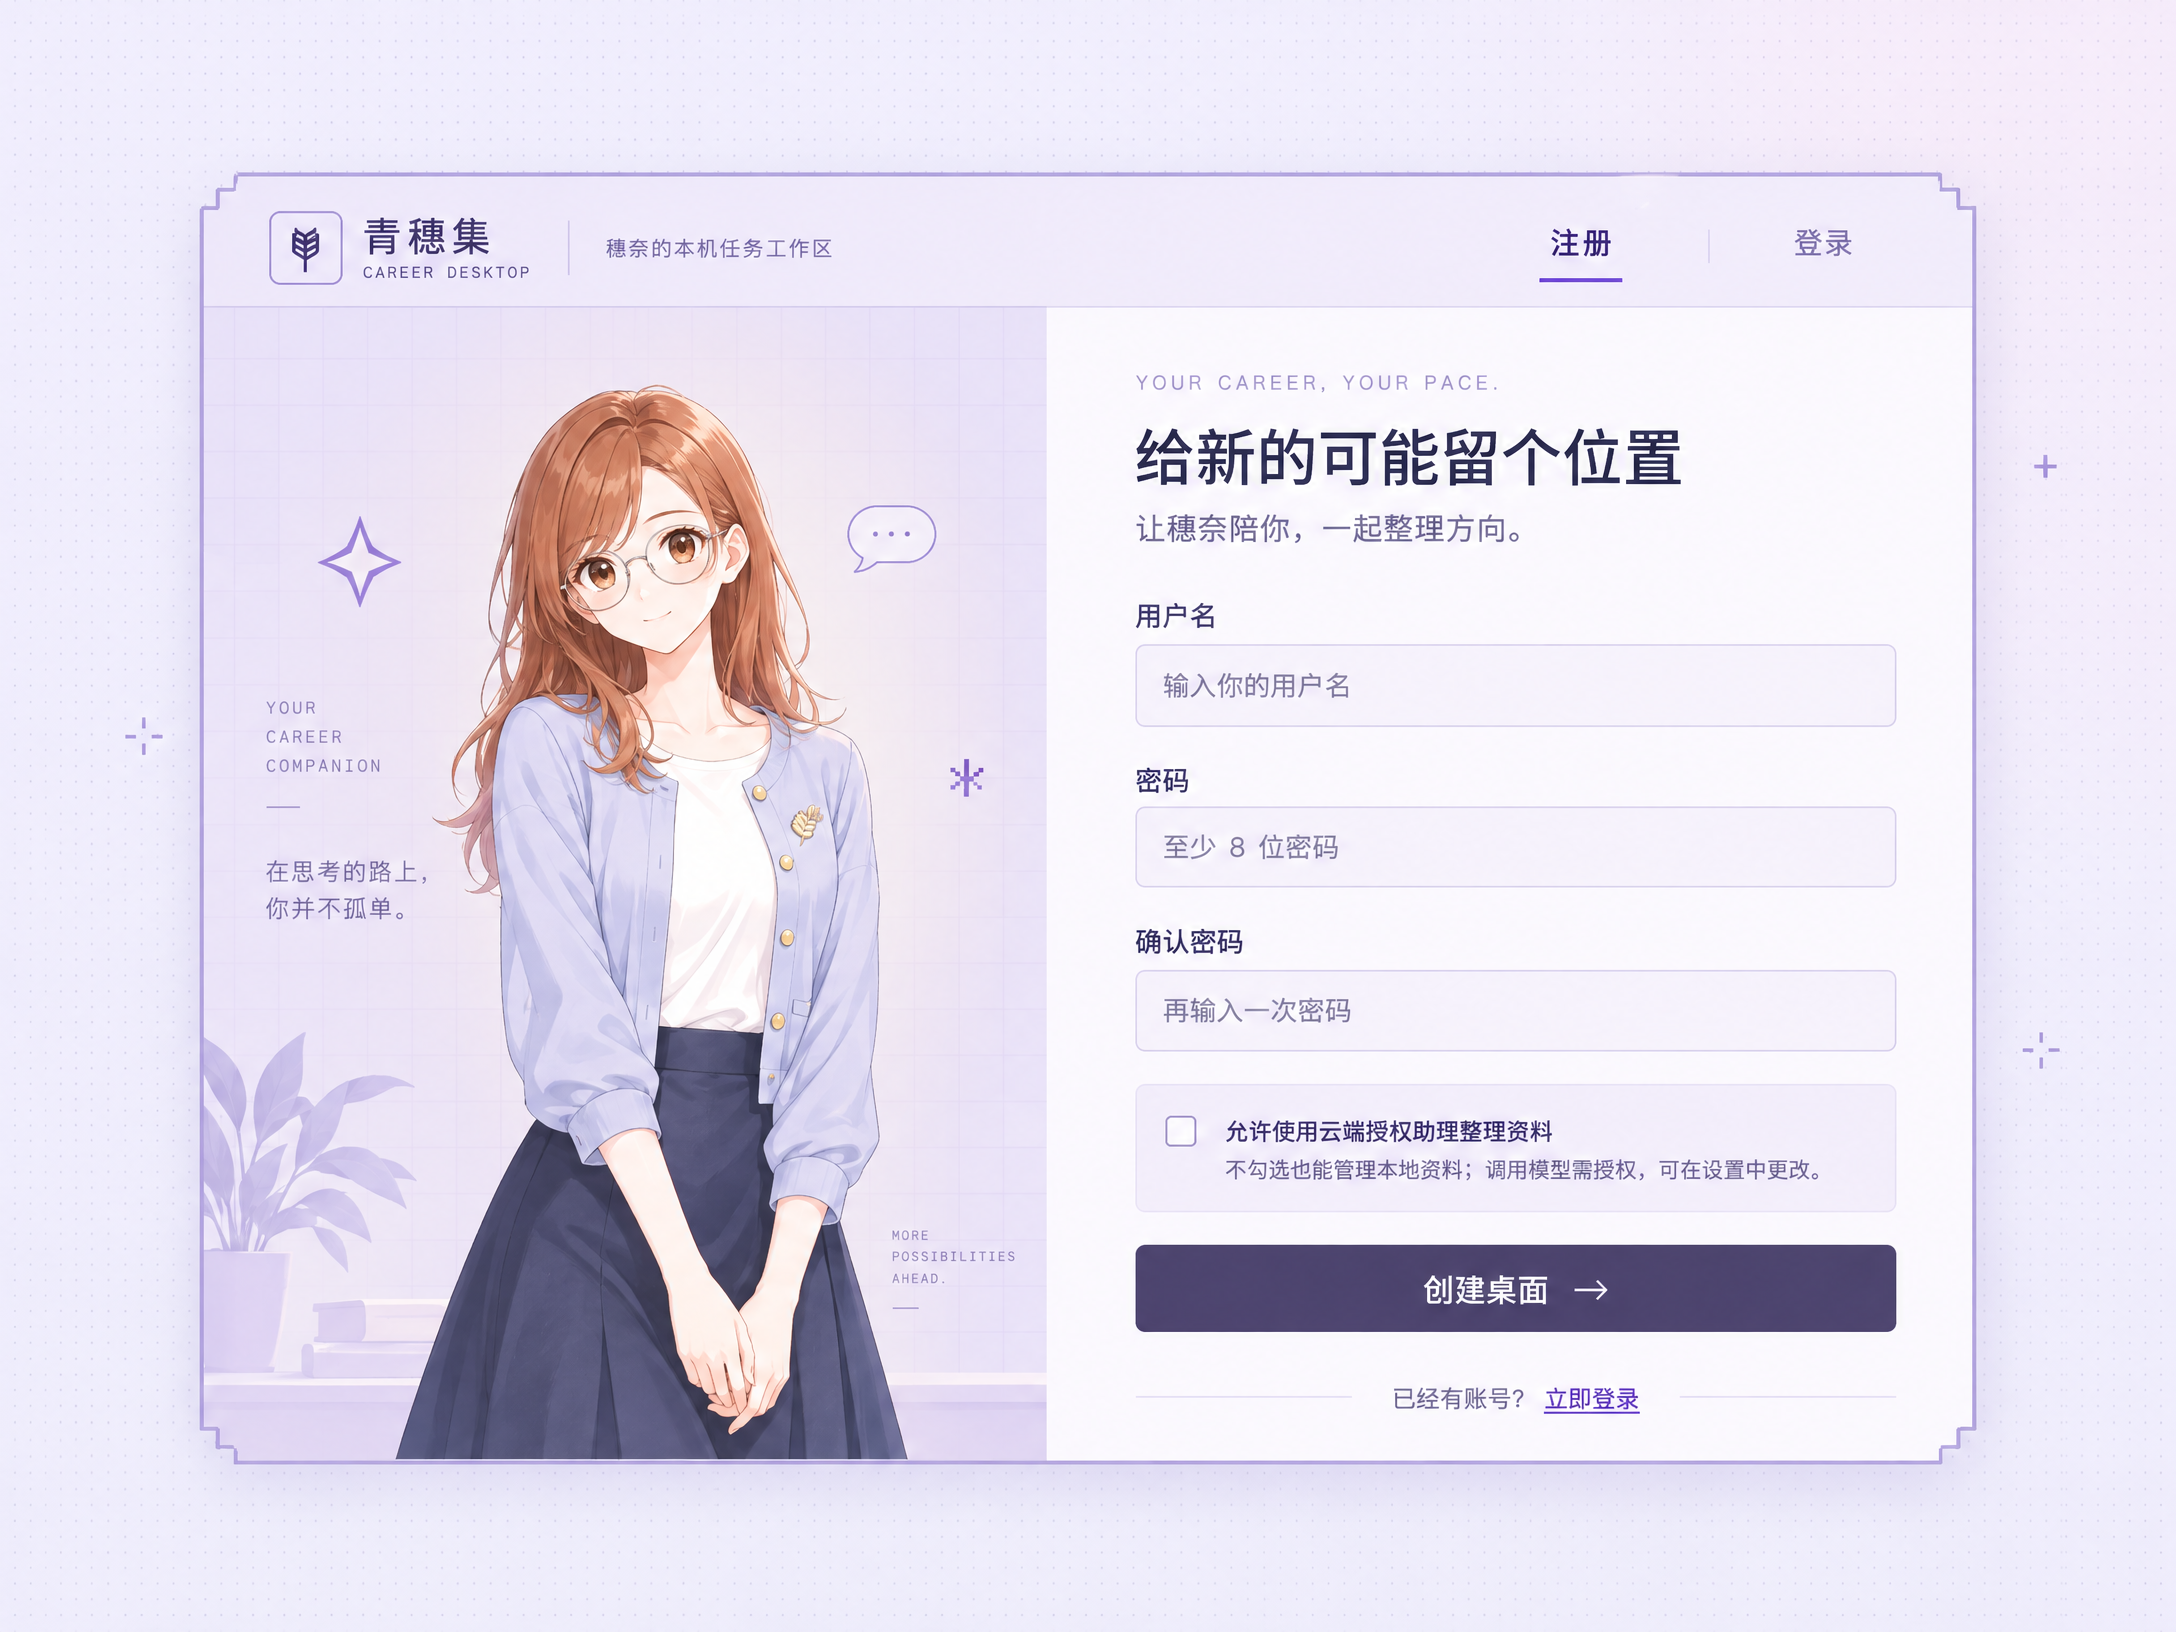 青穗集
CAREER DESKTOP
穗奈的本机任务工作区
注册
登录
YOUR
CAREER
COMPANION
在思考的路上，
你并不孤单。
MORE
POSSIBILITIES
AHEAD.
YOUR CAREER, YOUR PACE.
给新的可能留个位置
让穗奈陪你，一起整理方向。
用户名
输入你的用户名
密码
至少 8 位密码
确认密码
再输入一次密码
允许使用云端授权助理整理资料
不勾选也能管理本地资料；调用模型需授权，可在设置中更改。
创建桌面 →
已经有账号？ 立即登录